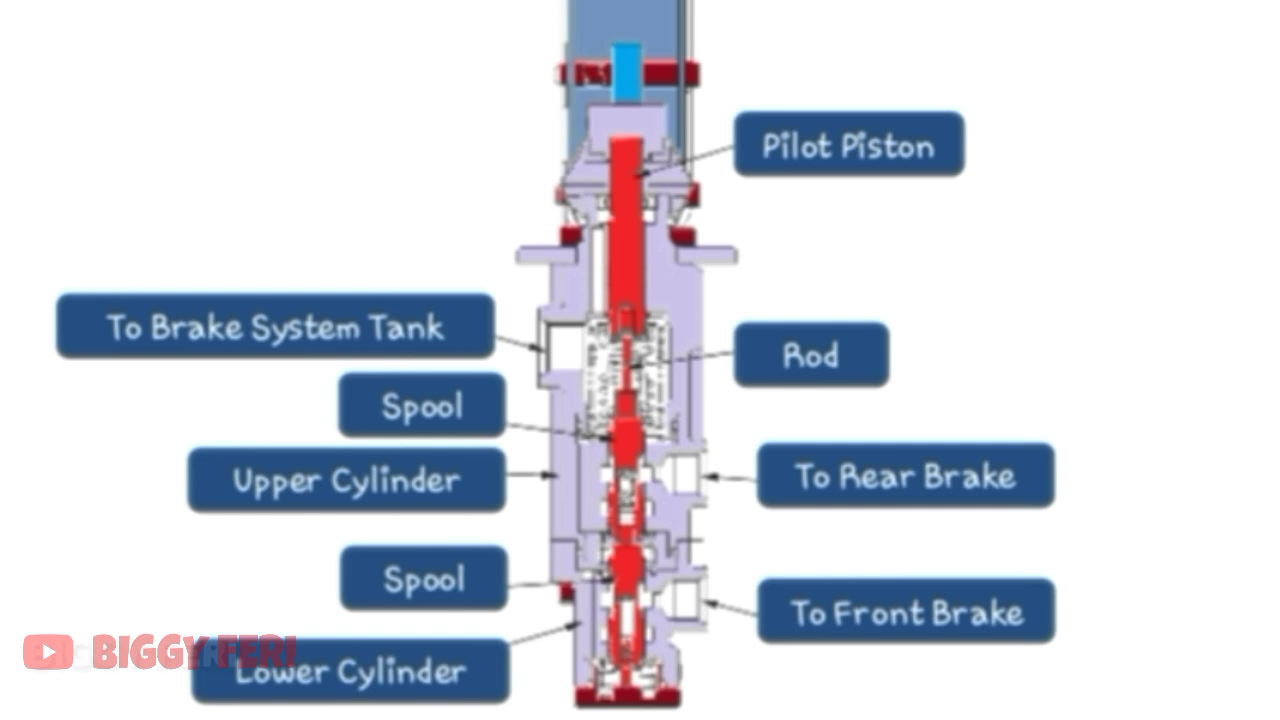 Pilot Piston
To Brake System Tank
Rod
Spool
To Rear Brake
Upper Cylinder
Spool
To Front Brake
BIGGY FERI
Lower Cylinder